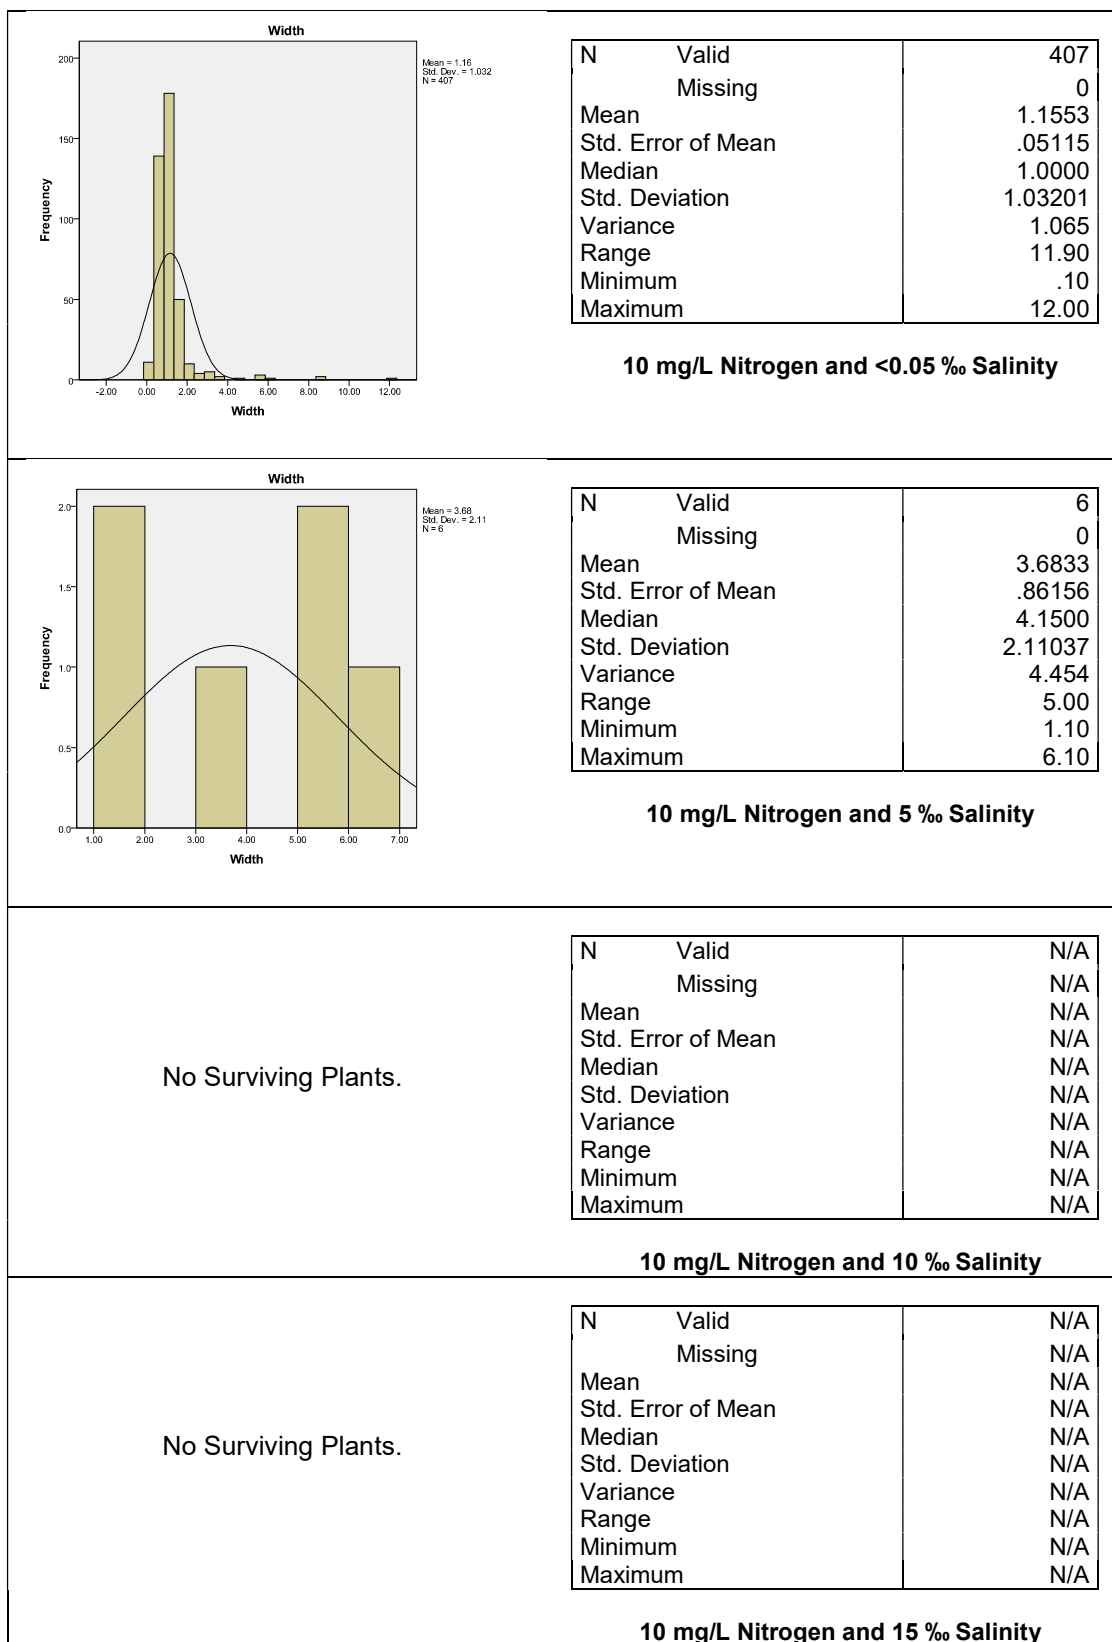 Width
Mean = 1.16
Std. Dev. = 1.032
N = 407
200
150
100
50
0
Frequency
-2.00 0.00 2.00 4.00 6.00 8.00 10.00 12.00
Width
N Valid 407
Missing 0
Mean 1.1553
Std. Error of Mean .05115
Median 1.0000
Std. Deviation 1.03201
Variance 1.065
Range 11.90
Minimum .10
Maximum 12.00
10 mg/L Nitrogen and <0.05 ‰ Salinity
Width
Mean = 3.68
Std. Dev. = 2.11
N = 6
2.0
1.5
1.0
0.5
0.0
Frequency
1.00 2.00 3.00 4.00 5.00 6.00 7.00
Width
N Valid 6
Missing 0
Mean 3.6833
Std. Error of Mean .86156
Median 4.1500
Std. Deviation 2.11037
Variance 4.454
Range 5.00
Minimum 1.10
Maximum 6.10
10 mg/L Nitrogen and 5 ‰ Salinity
No Surviving Plants.
N Valid N/A
Missing N/A
Mean N/A
Std. Error of Mean N/A
Median N/A
Std. Deviation N/A
Variance N/A
Range N/A
Minimum N/A
Maximum N/A
10 mg/L Nitrogen and 10 ‰ Salinity
No Surviving Plants.
N Valid N/A
Missing N/A
Mean N/A
Std. Error of Mean N/A
Median N/A
Std. Deviation N/A
Variance N/A
Range N/A
Minimum N/A
Maximum N/A
10 mg/L Nitrogen and 15 ‰ Salinity